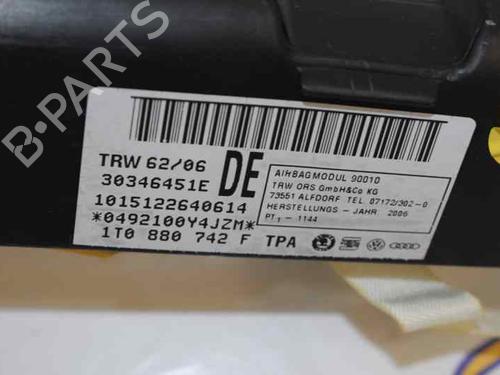 B-PARTS
TRW 62/06
30346451E
DE
1015122640614
*0492100Y4JZM*
1T0 880 742 F TPA
AIRBAGMODUL 90010
TRW ORS GmbH&Co KG
73551 ALFDORF TEL 07172/302-0
HERSTELLUNGS - JAHR 2006
PT1 - 1144